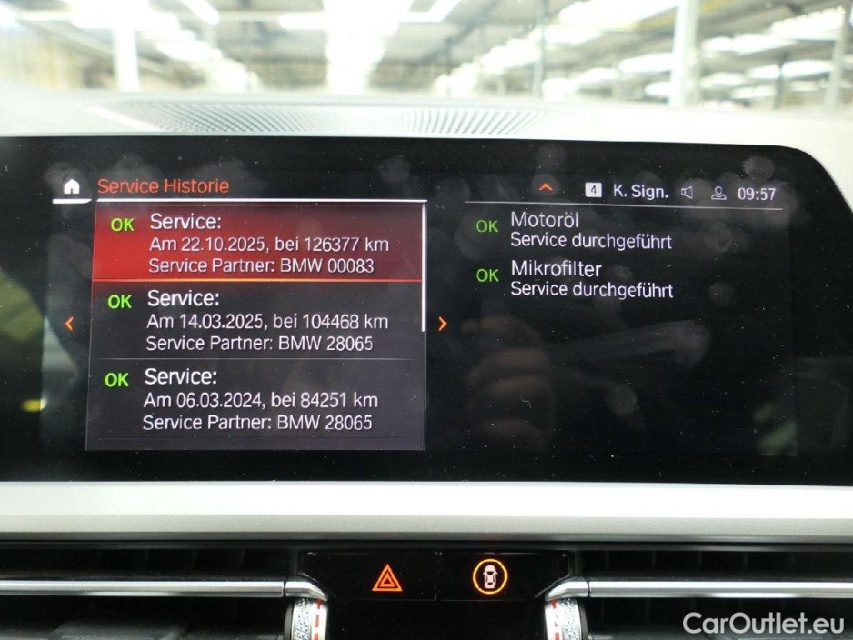 Service Historie
4 K. Sign. 09:57
OK Service:
Am 22.10.2025, bei 126377 km
Service Partner: BMW 00083
OK Service:
Am 14.03.2025, bei 104468 km
Service Partner: BMW 28065
OK Service:
Am 06.03.2024, bei 84251 km
Service Partner: BMW 28065
OK Motoröl
Service durchgeführt
OK Mikrofilter
Service durchgeführt
CarOutlet.eu